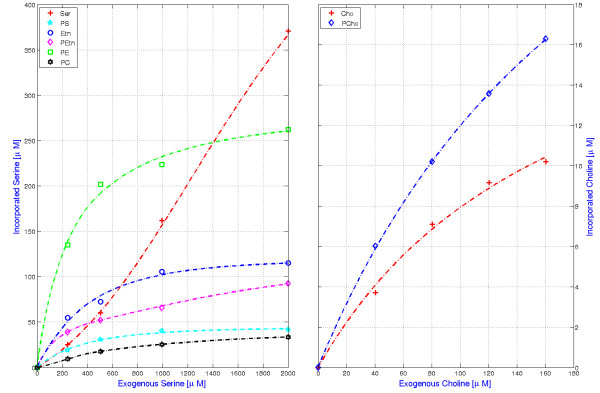 Ser
PS
Etn
PEtn
PE
PC
400
350
300
250
200
150
100
50
0
0 200 400 600 800 1000 1200 1400 1600 1800 2000
Incorporated Serine [μ M]
Exogenous Serine [μ M]
Cho
PCho
18
16
14
12
10
8
6
4
2
0
0 20 40 60 80 100 120 140 160 180
Incorporated Choline [μ M]
Exogenous Choline [μ M]